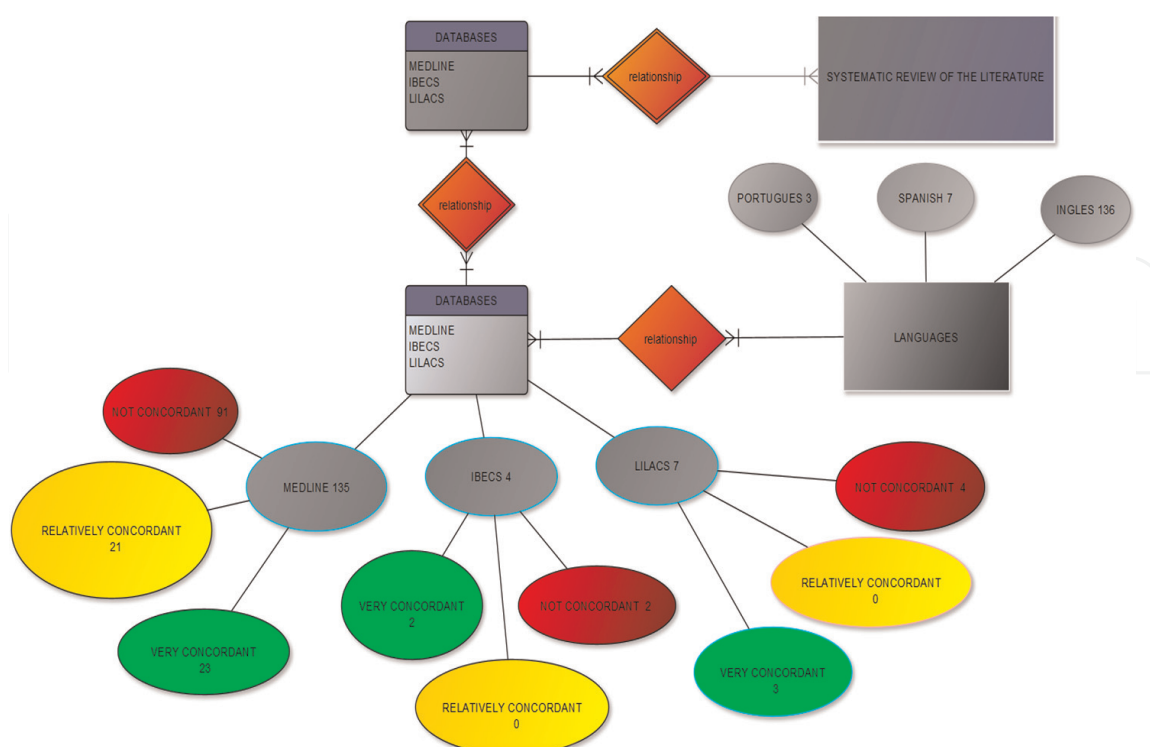 DATABASES
MEDLINE
IBECS
LILACS
relationship
SYSTEMATIC REVIEW OF THE LITERATURE
relationship
PORTUGUES 3
SPANISH 7
INGLES 136
DATABASES
MEDLINE
IBECS
LILACS
relationship
LANGUAGES
NOT CONCORDANT 91
MEDLINE 135
IBECS 4
LILACS 7
NOT CONCORDANT 4
RELATIVELY CONCORDANT
21
RELATIVELY CONCORDANT
0
VERY CONCORDANT
2
NOT CONCORDANT 2
VERY CONCORDANT
23
VERY CONCORDANT
3
RELATIVELY CONCORDANT
0